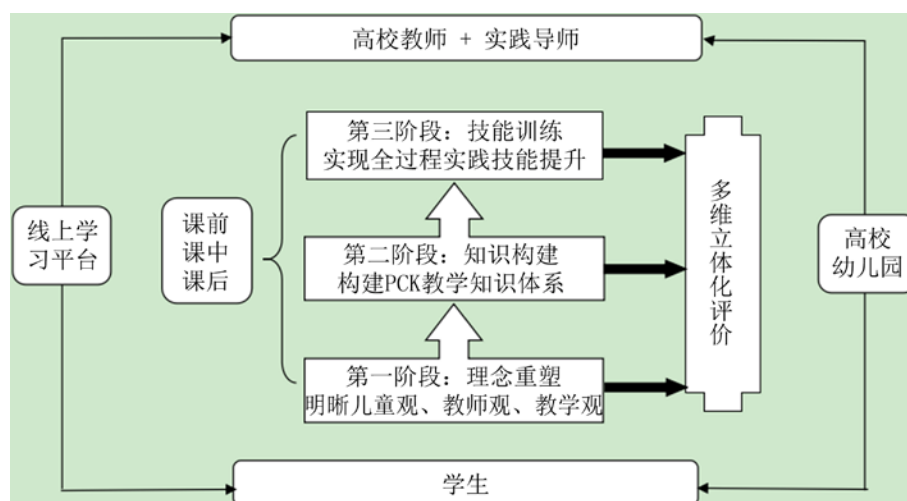 高校教师 + 实践导师
第三阶段：技能训练
实现全过程实践技能提升
线上学
习平台
课前
课中
课后
第二阶段：知识构建
构建PCK教学知识体系
多维立体化评价
高校
幼儿园
第一阶段：理念重塑
明晰儿童观、教师观、教学观
学生